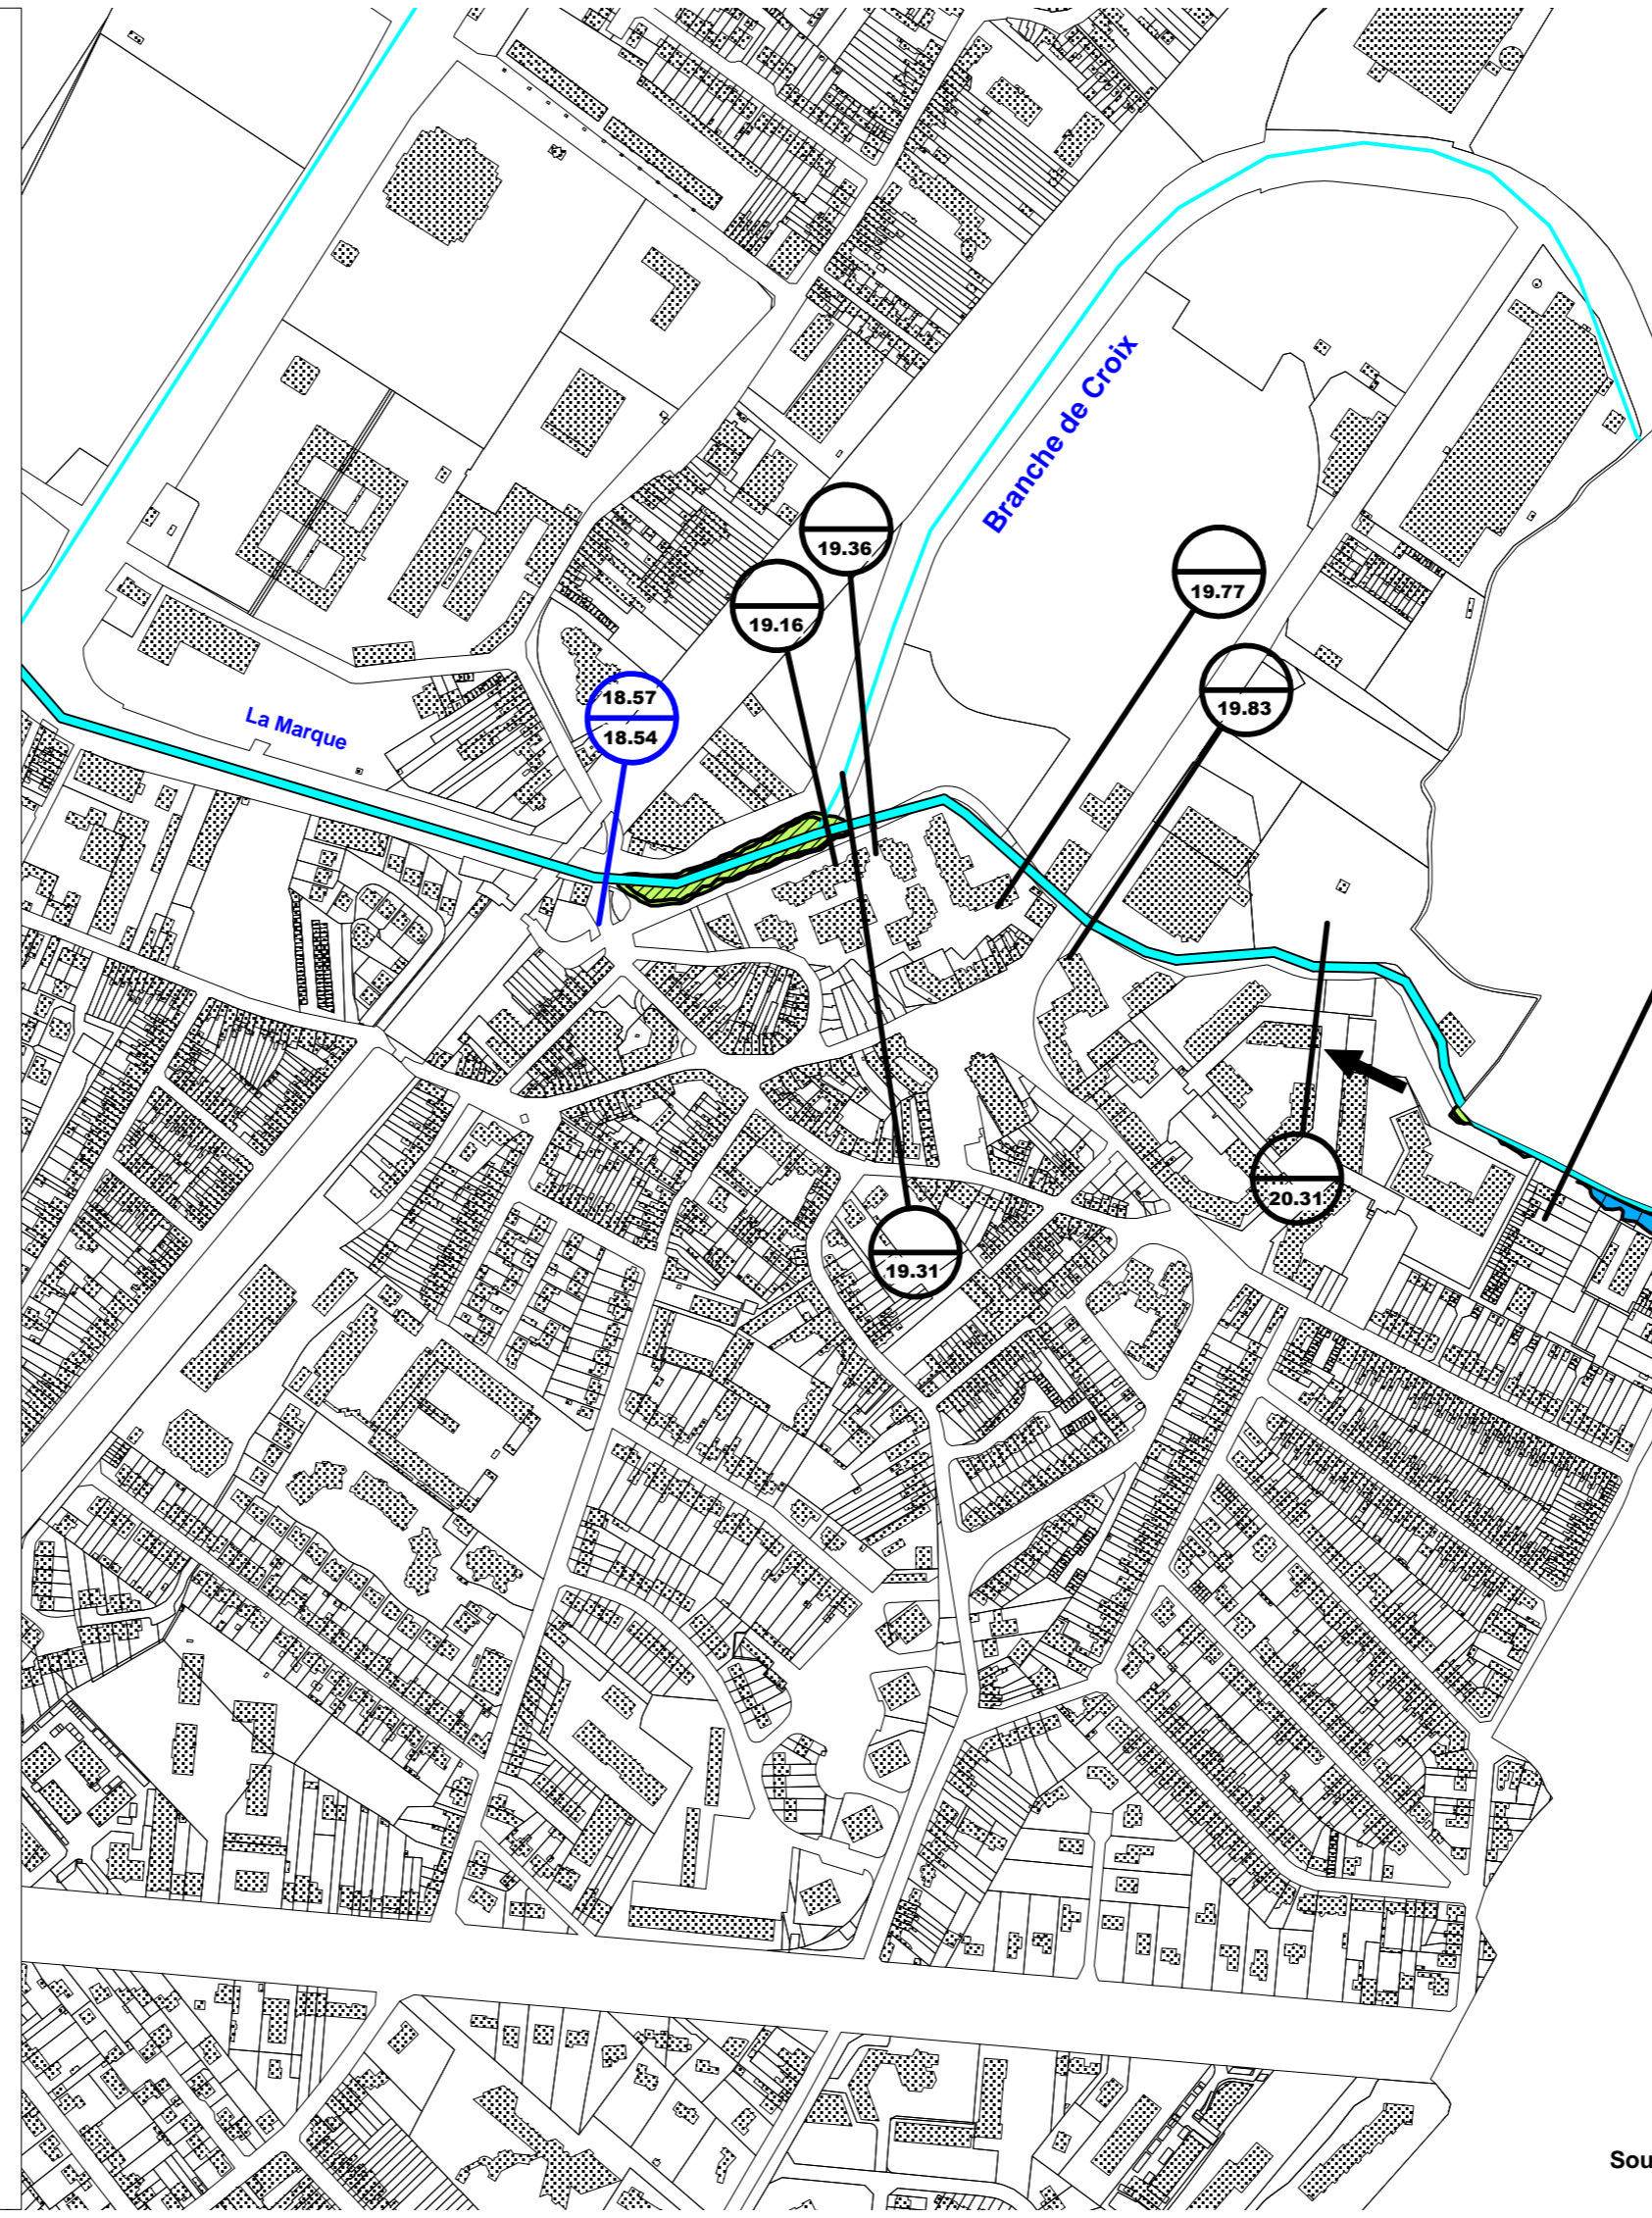 Branche de Croix
19.36
19.77
19.16
18.57
18.54
19.83
La Marque
20.31
19.31
Sou